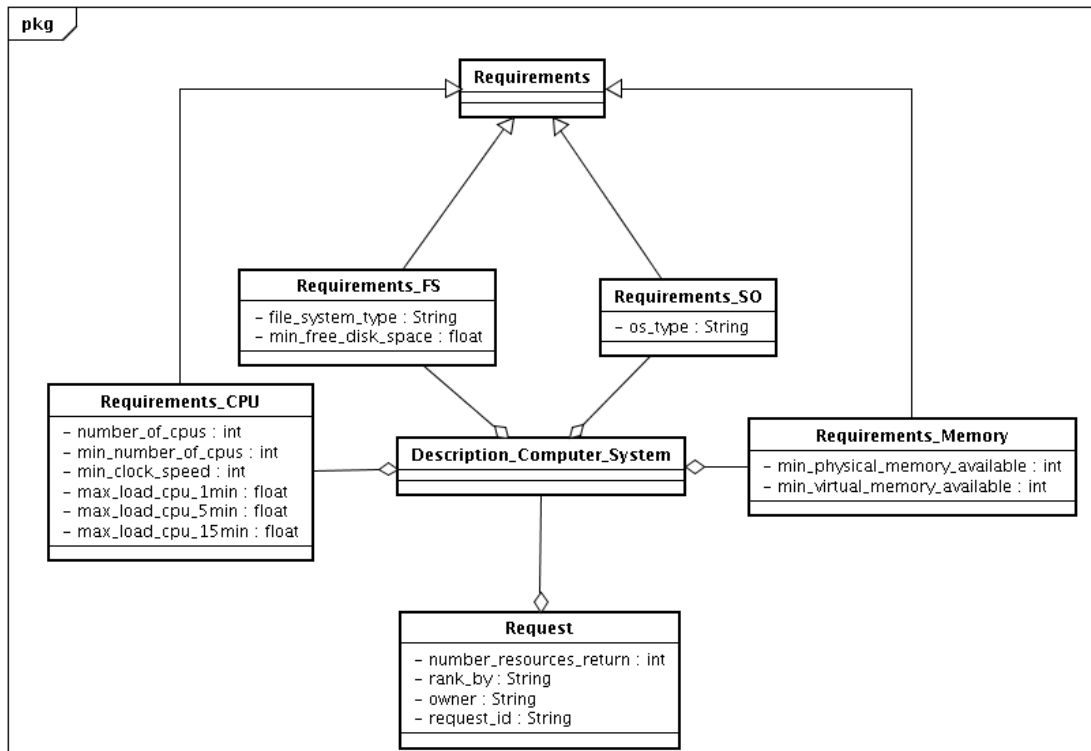 pkg
Requirements
Requirements_FS
- file_system_type : String
- min_free_disk_space : float
Requirements_SO
- os_type : String
Requirements_CPU
- number_of_cpus : int
- min_number_of_cpus : int
- min_clock_speed : int
- max_load_cpu_1min : float
- max_load_cpu_5min : float
- max_load_cpu_15min : float
Description_Computer_System
Requirements_Memory
- min_physical_memory_available : int
- min_virtual_memory_available : int
Request
- number_resources_return : int
- rank_by : String
- owner : String
- request_id : String